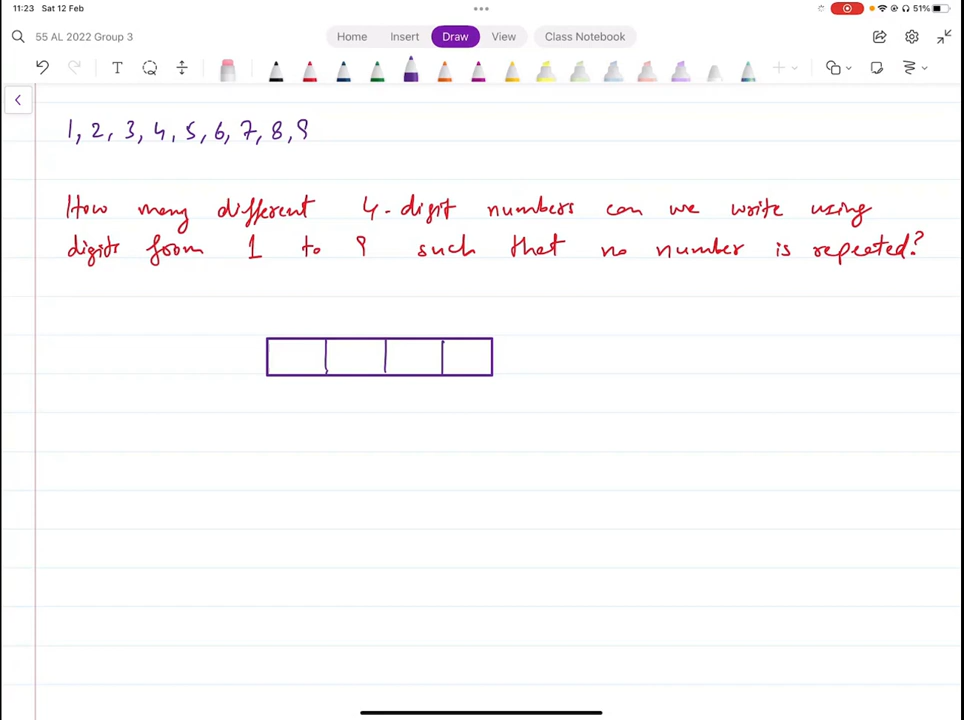 11:23 Sat 12 Feb
51%
55 AL 2022 Group 3
Home Insert Draw View Class Notebook
1, 2, 3, 4, 5, 6, 7, 8, 9
How many different 4-digit numbers can we write using
digits from 1 to 9 such that no number is repeated?